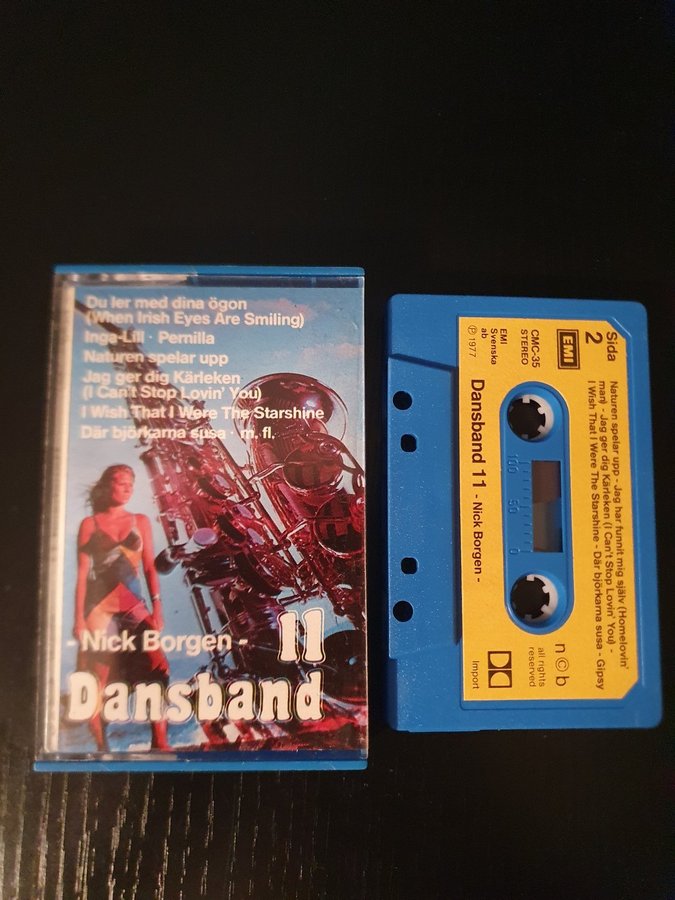 Du ler med dina ögon
(When Irish Eyes Are Smiling)
Inga-Lill · Pernilla
Naturen spelar upp
Jag ger dig Kärleken
(I Can't Stop Lovin' You)
I Wish That I Were The Starshine
Där björkarna susa · m. fl.
- Nick Borgen - 11
Dansband
Sida
2
EMI
CMC-35
STEREO
EMI
Svenska
ab
℗ 1977
Naturen spelar upp - Jag har funnit mig själv (Homelovin'
man) - Jag ger dig Kärleken (I Can't Stop Lovin' You) -
I Wish That I Were The Starshine - Där björkarna susa - Gipsy
Dansband 11 - Nick Borgen -
100 50 0
n©b
all rights
reserved
Import